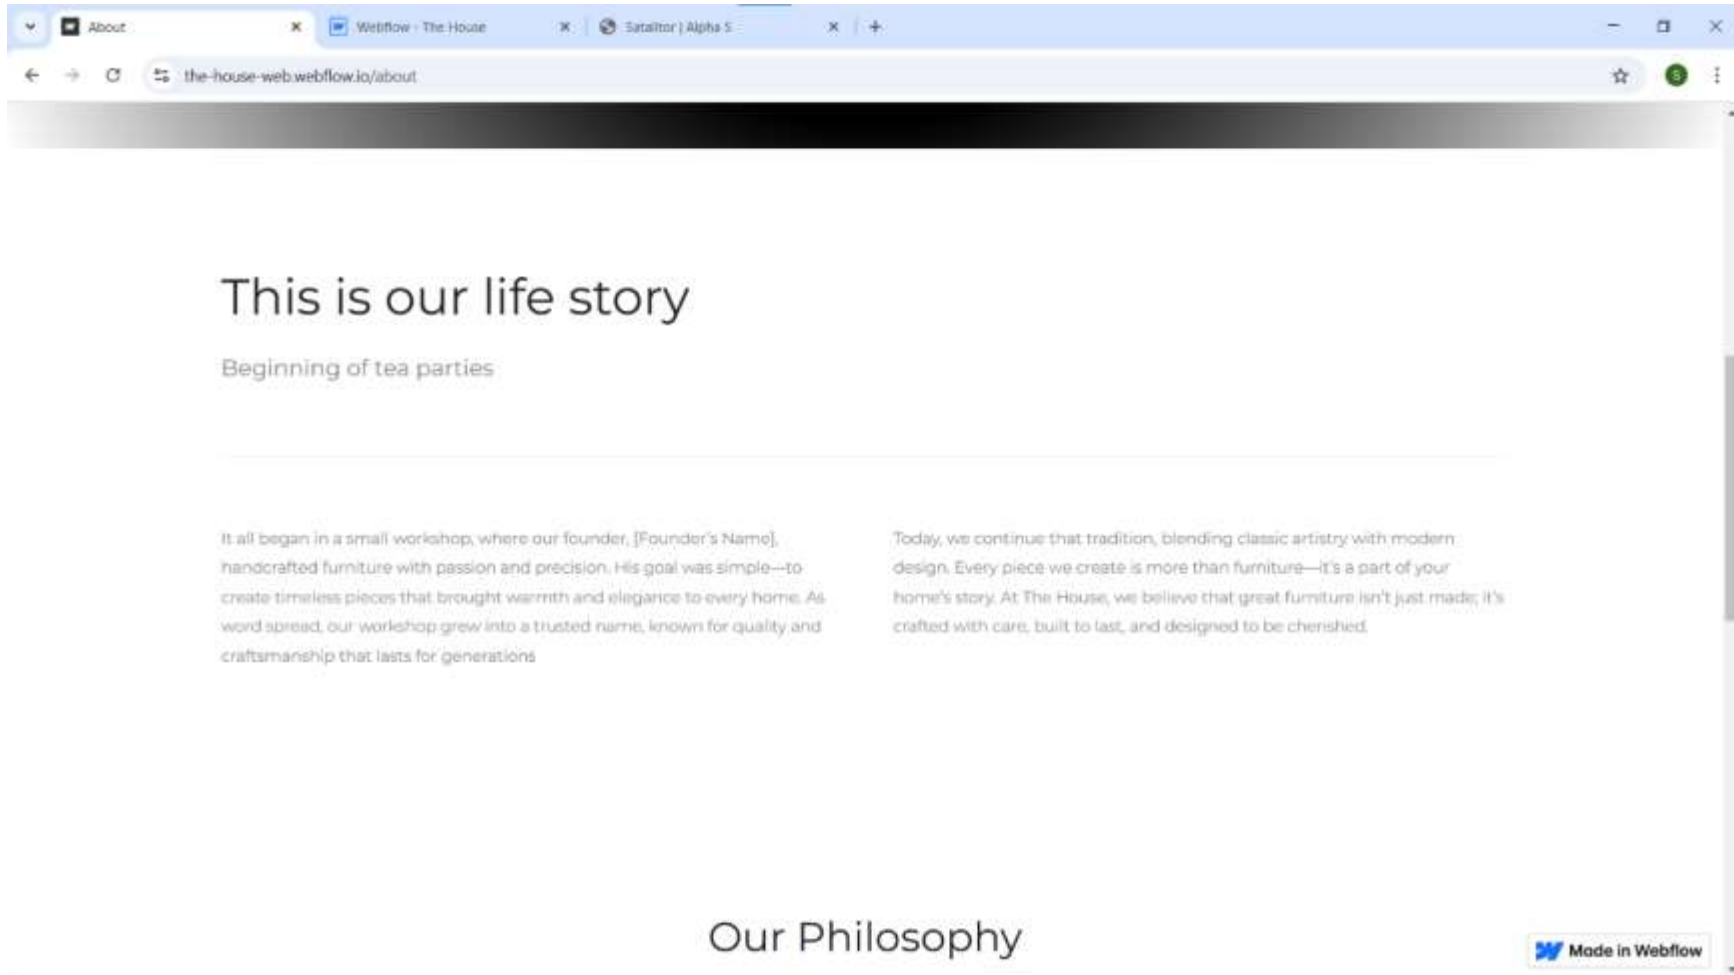 About
Webflow - The House
Satalitor | Alpha S
the-house-web.webflow.io/about
S
This is our life story
Beginning of tea parties
It all began in a small workshop, where our founder, [Founder's Name],
handcrafted furniture with passion and precision. His goal was simple—to
create timeless pieces that brought warmth and elegance to every home. As
word spread, our workshop grew into a trusted name, known for quality and
craftsmanship that lasts for generations
Today, we continue that tradition, blending classic artistry with modern
design. Every piece we create is more than furniture—it's a part of your
home's story. At The House, we believe that great furniture isn't just made; it's
crafted with care, built to last, and designed to be cherished.
Our Philosophy
Made in Webflow